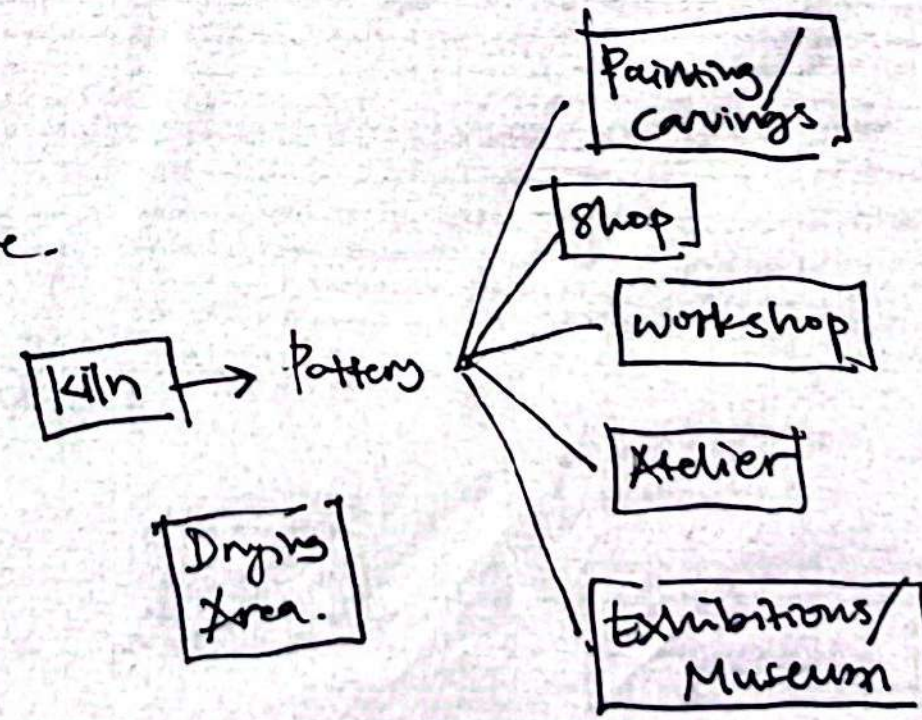 Painting/
Carvings
Shop
e.
Workshop
Kiln
Pottery
Atelier
Drying
Area.
Exhibitions/
Museum